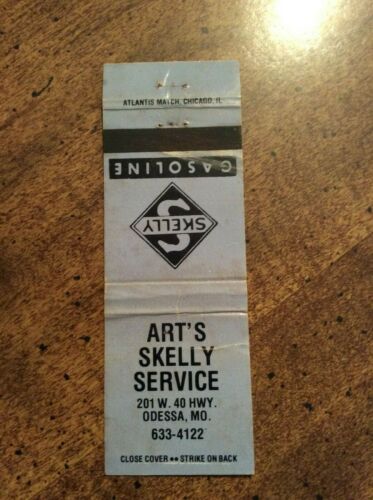 ATLANTIS MATCH, CHICAGO, IL
GASOLINE
SKELLY
S
ART'S
SKELLY
SERVICE
201 W. 40 HWY.
ODESSA, MO.
633-4122
CLOSE COVER •• STRIKE ON BACK